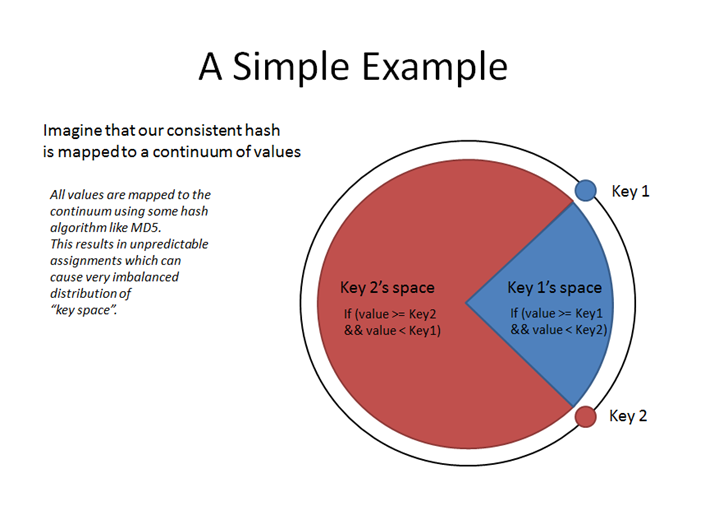 A Simple Example
Imagine that our consistent hash
is mapped to a continuum of values
All values are mapped to the
continuum using some hash
algorithm like MD5.
This results in unpredictable
assignments which can
cause very imbalanced
distribution of
“key space”.
Key 1
Key 2’s space
If (value >= Key2
&& value < Key1)
Key 1’s space
If (value >= Key1
&& value < Key2)
Key 2